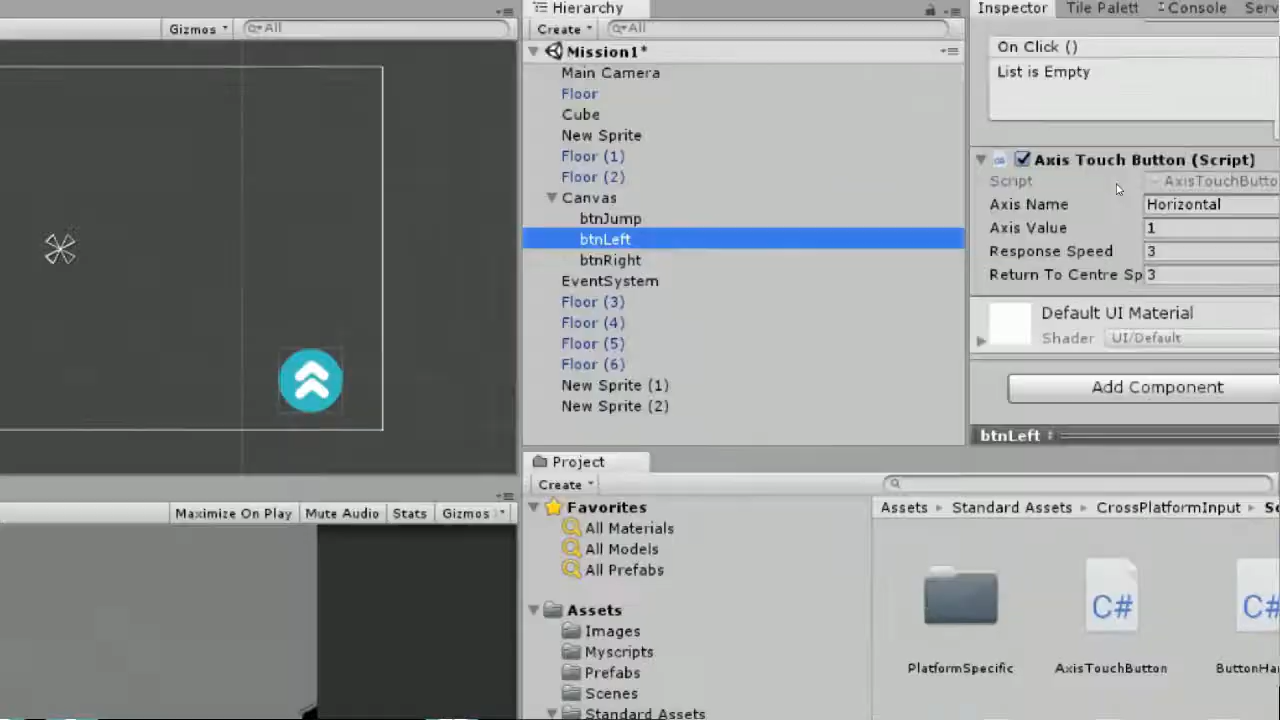 Gizmos
All
Hierarchy
Create
All
Mission1*
Main Camera
Floor
Cube
New Sprite
Floor (1)
Floor (2)
Canvas
btnJump
btnLeft
btnRight
EventSystem
Floor (3)
Floor (4)
Floor (5)
Floor (6)
New Sprite (1)
New Sprite (2)
Inspector
Tile Palett
Console
Serv
On Click ()
List is Empty
Axis Touch Button (Script)
Script
AxisTouchButto
Axis Name
Horizontal
Axis Value
1
Response Speed
3
Return To Centre Sp
3
Default UI Material
Shader
UI/Default
Add Component
btnLeft
Maximize On Play
Mute Audio
Stats
Gizmos
Project
Create
Favorites
All Materials
All Models
All Prefabs
Assets
Images
Myscripts
Prefabs
Scenes
Standard Assets
Assets
Standard Assets
CrossPlatformInput
C#
C#
PlatformSpecific
AxisTouchButton
ButtonHa